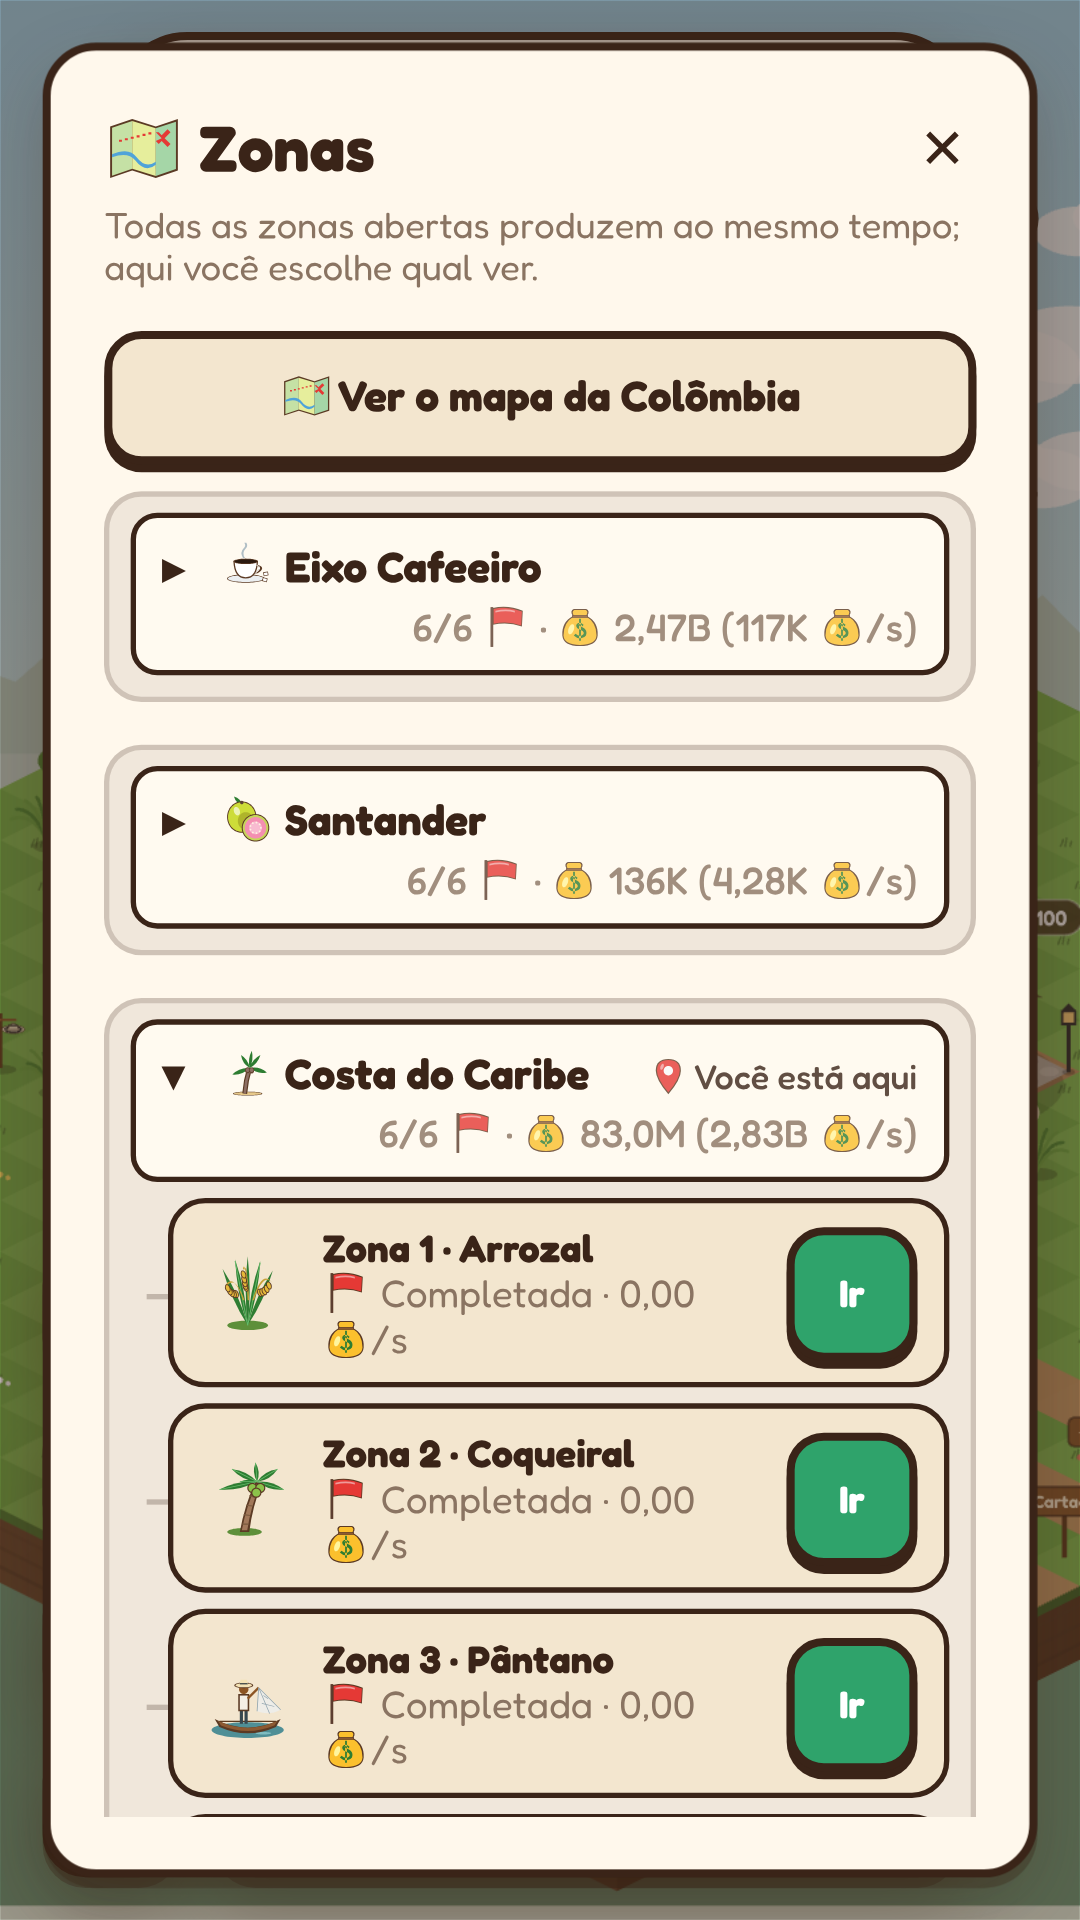 Zonas
Todas as zonas abertas produzem ao mesmo tempo;
aqui você escolhe qual ver.
Ver o mapa da Colômbia
▶ Eixo Cafeeiro
6/6 · 2,47B (117K /s)
▶ Santander
6/6 · 136K (4,28K /s)
▼ Costa do Caribe Você está aqui
6/6 · 83,0M (2,83B /s)
Zona 1 · Arrozal
Completada · 0,00
/s
Ir
Zona 2 · Coqueiral
Completada · 0,00
/s
Ir
Zona 3 · Pântano
Completada · 0,00
/s
Ir
100